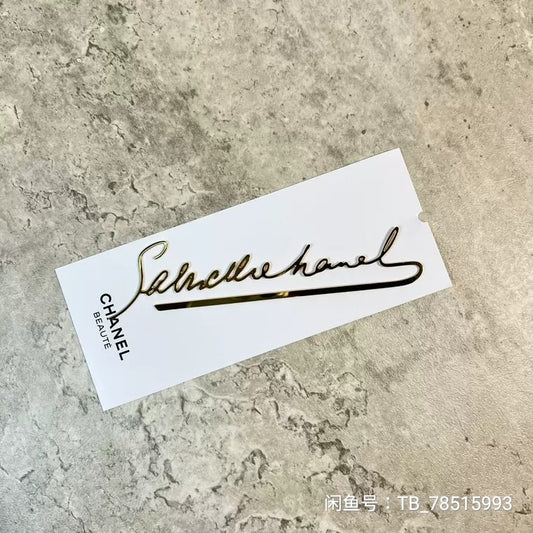 Gabrielle Chanel
CHANEL
BEAUTÉ
闲鱼号：TB_78515993